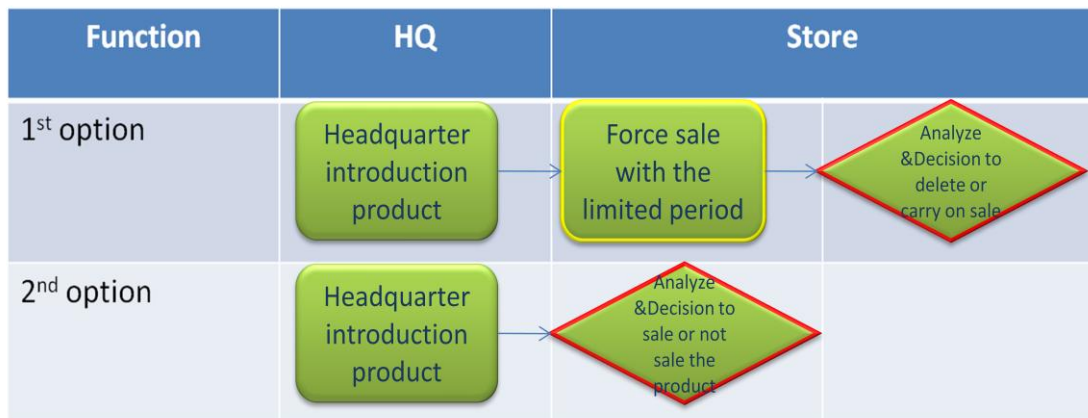 Function HQ Store
1st option
Headquarter
introduction
product
Force sale
with the
limited period
Analyze
&Decision to
delete or
carry on sale
2nd option
Headquarter
introduction
product
Analyze
&Decision to
sale or not
sale the
product